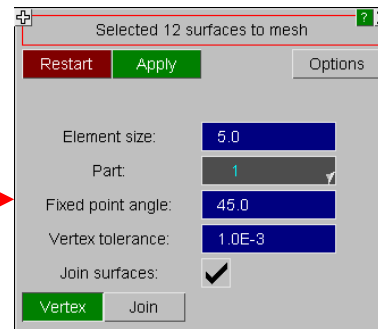 Selected 12 surfaces to mesh ?
Restart Apply Options
Element size: 5.0
Part: 1
Fixed point angle: 45.0
Vertex tolerance: 1.0E-3
Join surfaces:
Vertex Join